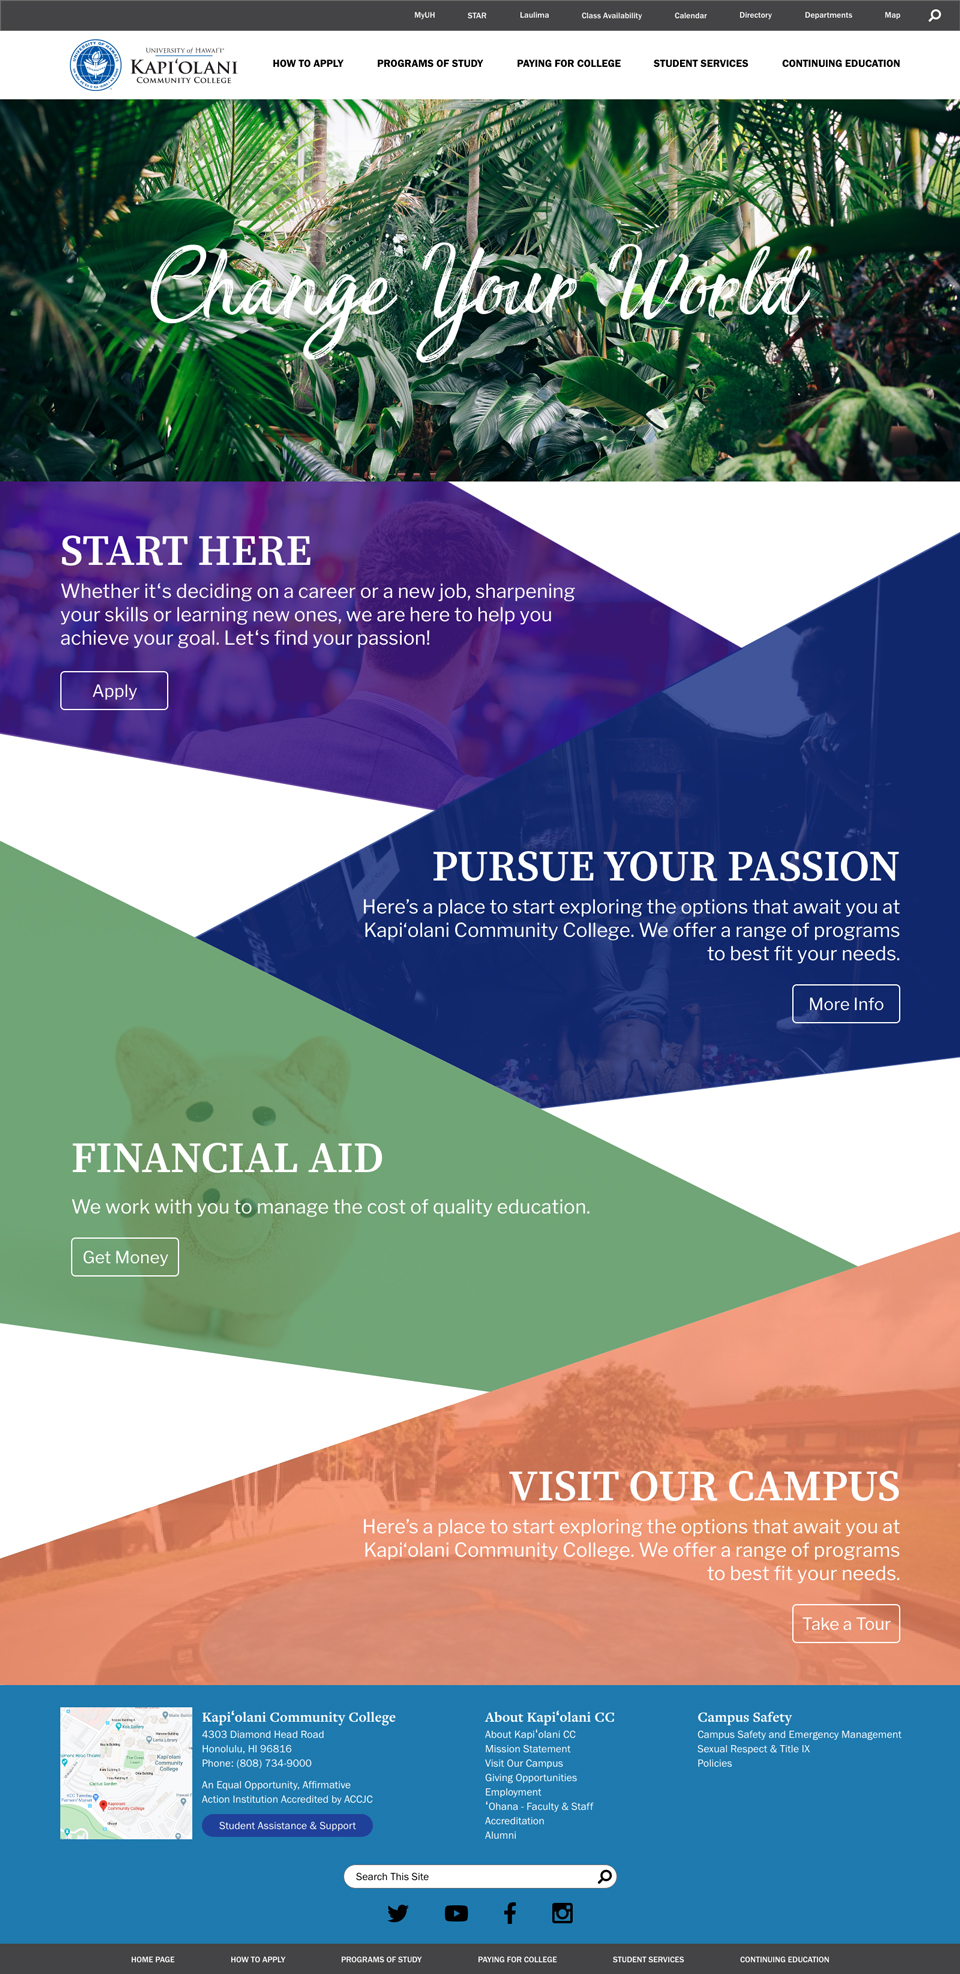 MyUH STAR Laulima Class Availability Calendar Directory Departments Map
UNIVERSITY of HAWAIʻI®
KAPIʻOLANI
COMMUNITY COLLEGE
HOW TO APPLY PROGRAMS OF STUDY PAYING FOR COLLEGE STUDENT SERVICES CONTINUING EDUCATION
Change Your World
START HERE
Whether it‘s deciding on a career or a new job, sharpening
your skills or learning new ones, we are here to help you
achieve your goal. Let‘s find your passion!
Apply
PURSUE YOUR PASSION
Here’s a place to start exploring the options that await you at
Kapiʻolani Community College. We offer a range of programs
to best fit your needs.
More Info
FINANCIAL AID
We work with you to manage the cost of quality education.
Get Money
VISIT OUR CAMPUS
Here’s a place to start exploring the options that await you at
Kapiʻolani Community College. We offer a range of programs
to best fit your needs.
Take a Tour
Kapiʻolani Community College
4303 Diamond Head Road
Honolulu, HI 96816
Phone: (808) 734-9000
An Equal Opportunity, Affirmative
Action Institution Accredited by ACCJC
Student Assistance & Support
About Kapiʻolani CC
About Kapiʻolani CC
Mission Statement
Visit Our Campus
Giving Opportunities
Employment
ʻOhana - Faculty & Staff
Accreditation
Alumni
Campus Safety
Campus Safety and Emergency Management
Sexual Respect & Title IX
Policies
Kapiʻolani
Community
College
Search This Site
HOME PAGE HOW TO APPLY PROGRAMS OF STUDY PAYING FOR COLLEGE STUDENT SERVICES CONTINUING EDUCATION